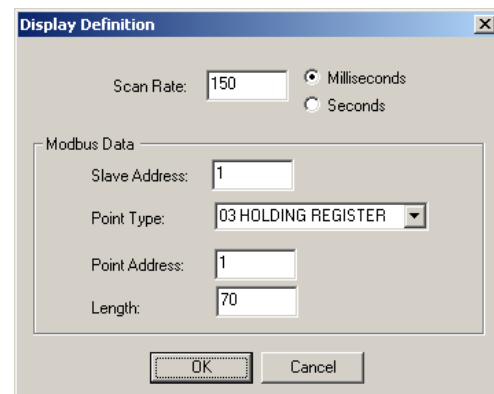 Display Definition
Scan Rate: 150 Milliseconds
Seconds
Modbus Data
Slave Address: 1
Point Type: 03 HOLDING REGISTER
Point Address: 1
Length: 70
OK Cancel